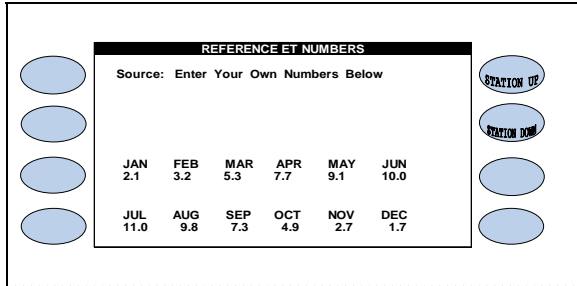 REFERENCE ET NUMBERS
Source: Enter Your Own Numbers Below
STATION UP
STATION DOWN
JAN FEB MAR APR MAY JUN
2.1 3.2 5.3 7.7 9.1 10.0
JUL AUG SEP OCT NOV DEC
11.0 9.8 7.3 4.9 2.7 1.7